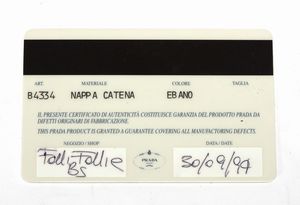 ART. MATERIALE COLORE TAGLIA
B4334 NAPPA CATENA EBANO
IL PRESENTE CERTIFICATO DI AUTENTICITÀ COSTITUISCE GARANZIA DEL PRODOTTO PRADA DA
DIFETTI ORIGINARI DI FABBRICAZIONE.
THIS PRADA PRODUCT IS GRANTED A GUARANTEE COVERING ALL MANUFACTURING DEFECTS.
NEGOZIO / SHOP DATA / DATE
Folli Follie PRADA 30/09/09
BS